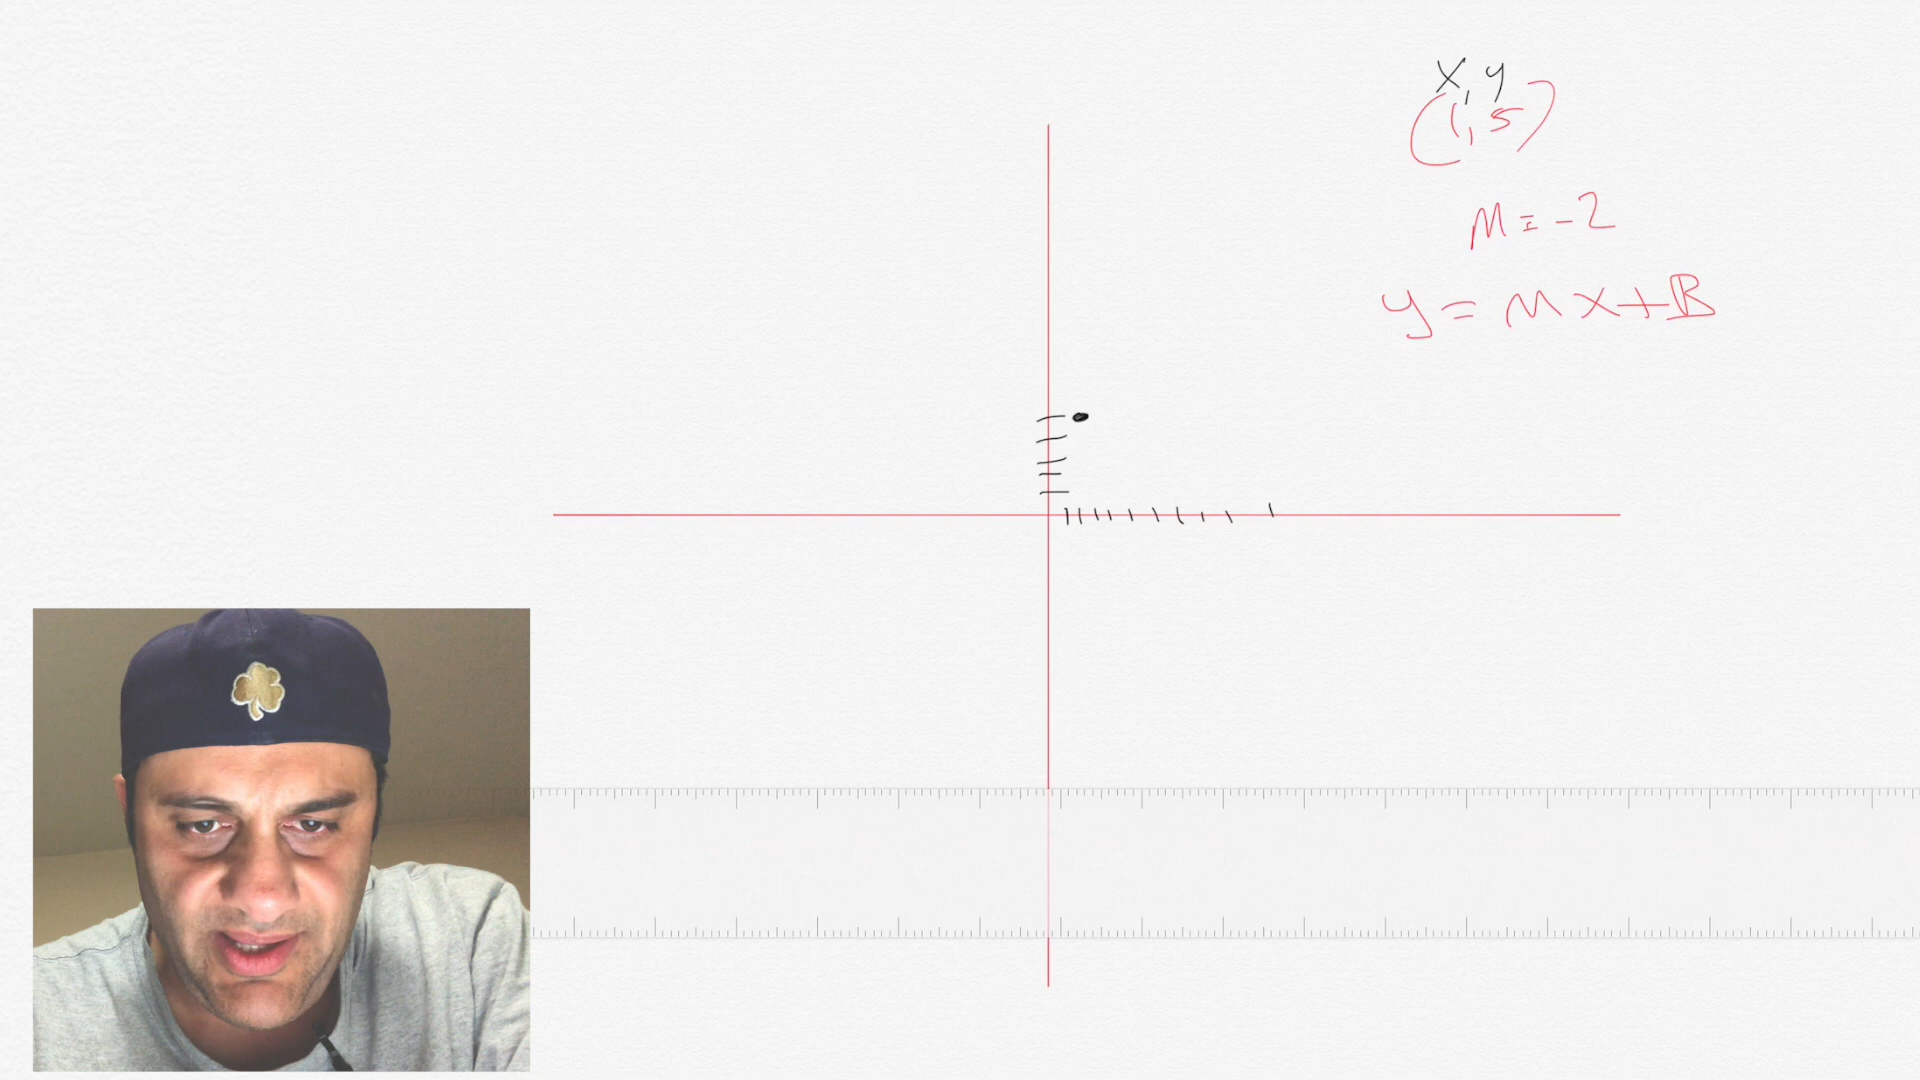 X, y
(1, 5)
M = -2
y = MX+B